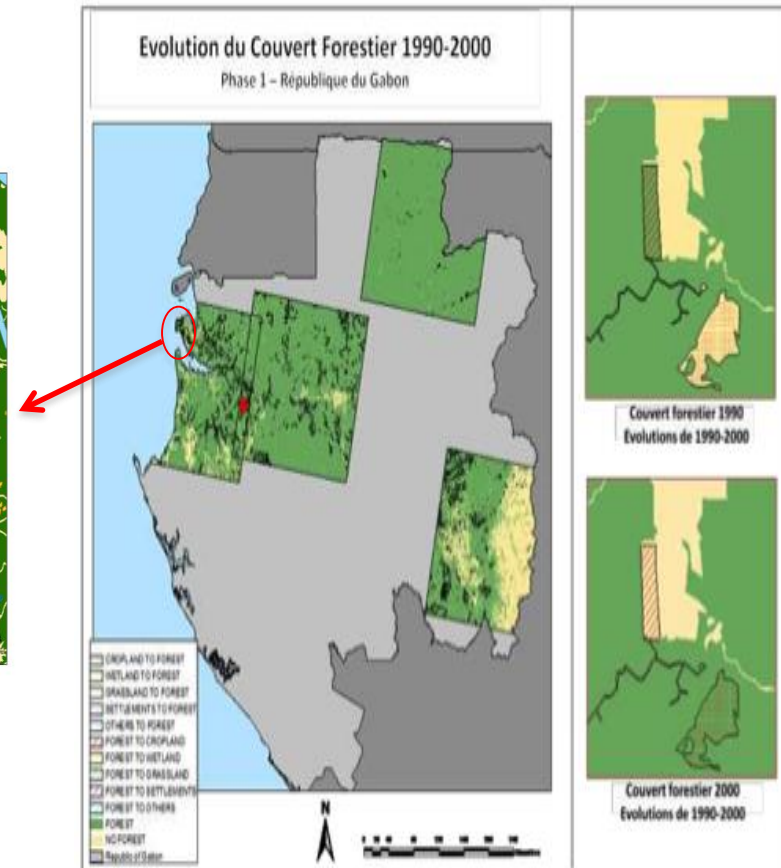 Evolution du Couvert Forestier 1990-2000
Phase 1 – République du Gabon
CROPLAND TO FOREST
WETLAND TO FOREST
GRASSLAND TO FOREST
SETTLEMENTS TO FOREST
OTHERS TO FOREST
FOREST TO CROPLAND
FOREST TO WETLAND
FOREST TO GRASSLAND
FOREST TO SETTLEMENTS
FOREST TO OTHERS
FOREST
NO FOREST
Republic of Gabon
N
Couvert forestier 1990
Evolutions de 1990-2000
Couvert forestier 2000
Evolutions de 1990-2000